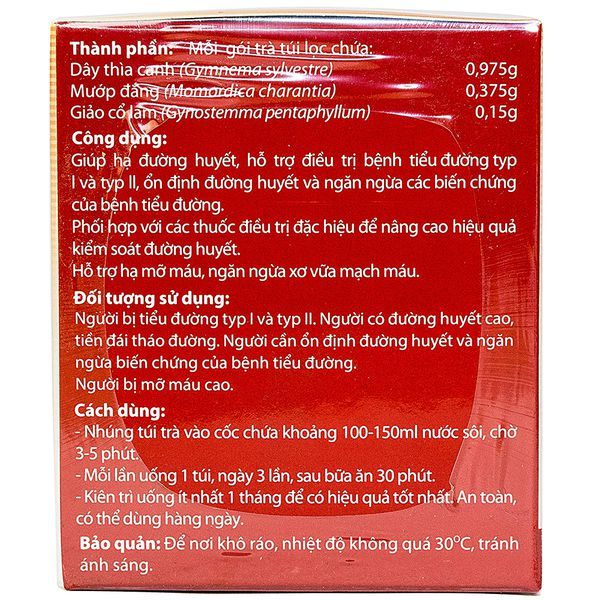 Thành phần: Mỗi gói trà túi lọc chứa:
Dây thìa canh (Gymnema sylvestre) 0,975g
Mướp đắng (Momordica charantia) 0,375g
Giảo cổ lam (Gynostemma pentaphyllum) 0,15g
Công dụng:
Giúp hạ đường huyết, hỗ trợ điều trị bệnh tiểu đường typ
I và typ II, ổn định đường huyết và ngăn ngừa các biến chứng
của bệnh tiểu đường.
Phối hợp với các thuốc điều trị đặc hiệu để nâng cao hiệu quả
kiểm soát đường huyết.
Hỗ trợ hạ mỡ máu, ngăn ngừa xơ vữa mạch máu.
Đối tượng sử dụng:
Người bị tiểu đường typ I và typ II. Người có đường huyết cao,
tiền đái tháo đường. Người cần ổn định đường huyết và ngăn
ngừa biến chứng của bệnh tiểu đường.
Người bị mỡ máu cao.
Cách dùng:
- Nhúng túi trà vào cốc chứa khoảng 100-150ml nước sôi, chờ
3-5 phút.
- Mỗi lần uống 1 túi, ngày 3 lần, sau bữa ăn 30 phút.
- Kiên trì uống ít nhất 1 tháng để có hiệu quả tốt nhất. An toàn,
có thể dùng hàng ngày.
Bảo quản: Để nơi khô ráo, nhiệt độ không quá 30°C, tránh
ánh sáng.